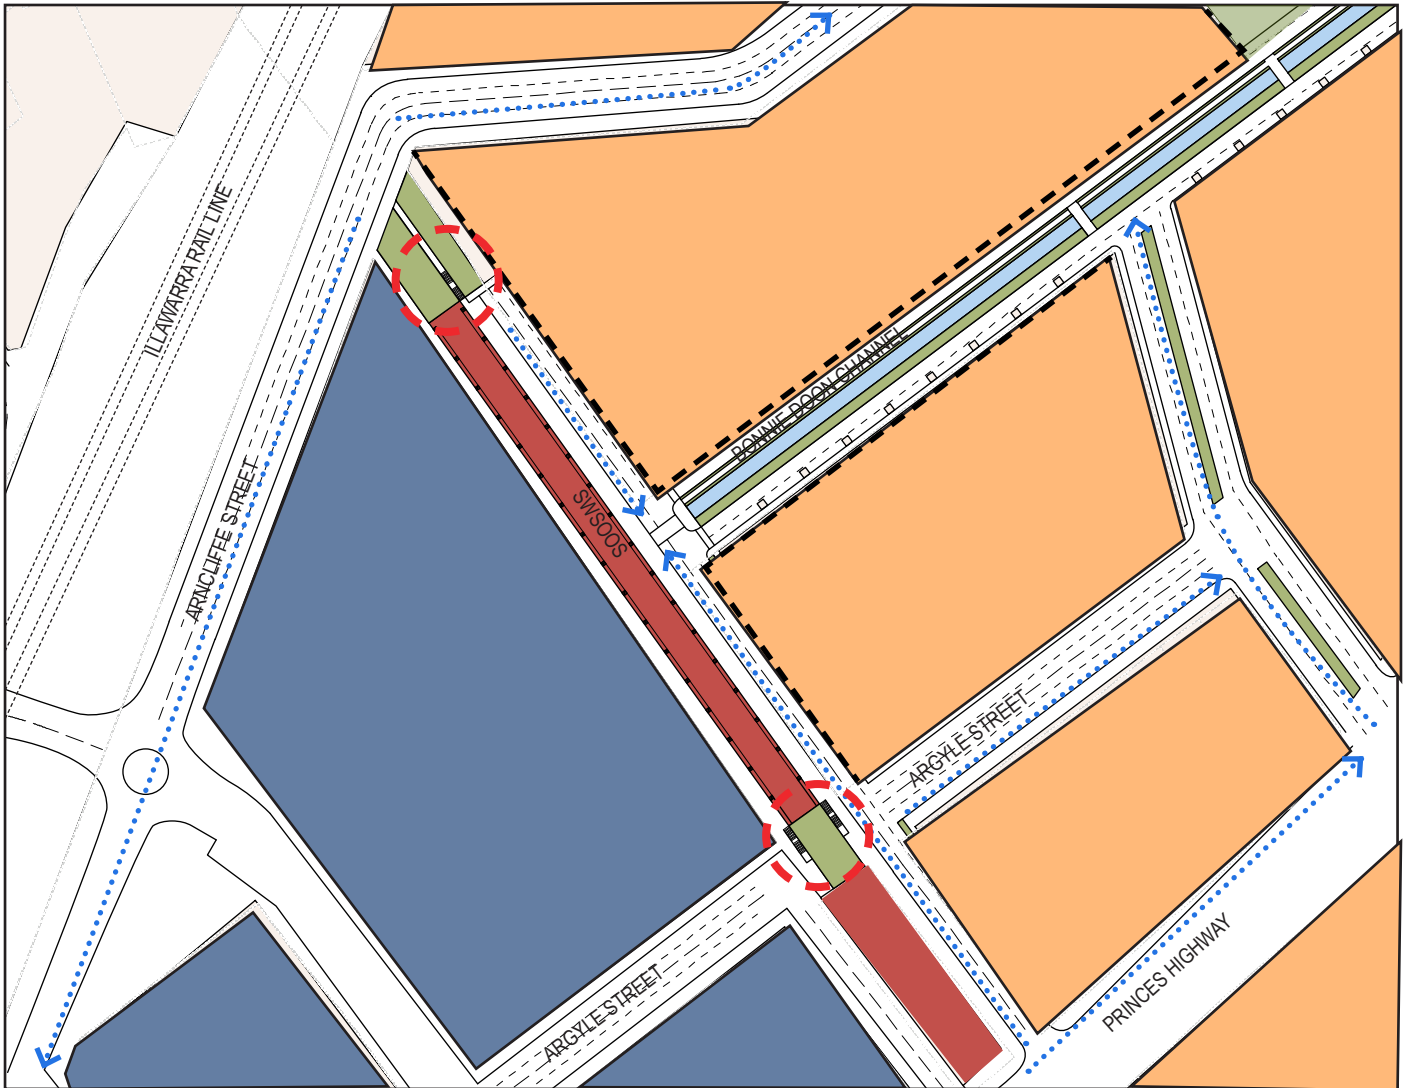 ILLAWARRA RAIL LINE
BONNIE DOON CHANNEL
ARNCLIFFE STREET
SWSOOS
ARGYLE STREET
ARGYLE STREET
PRINCES HIGHWAY